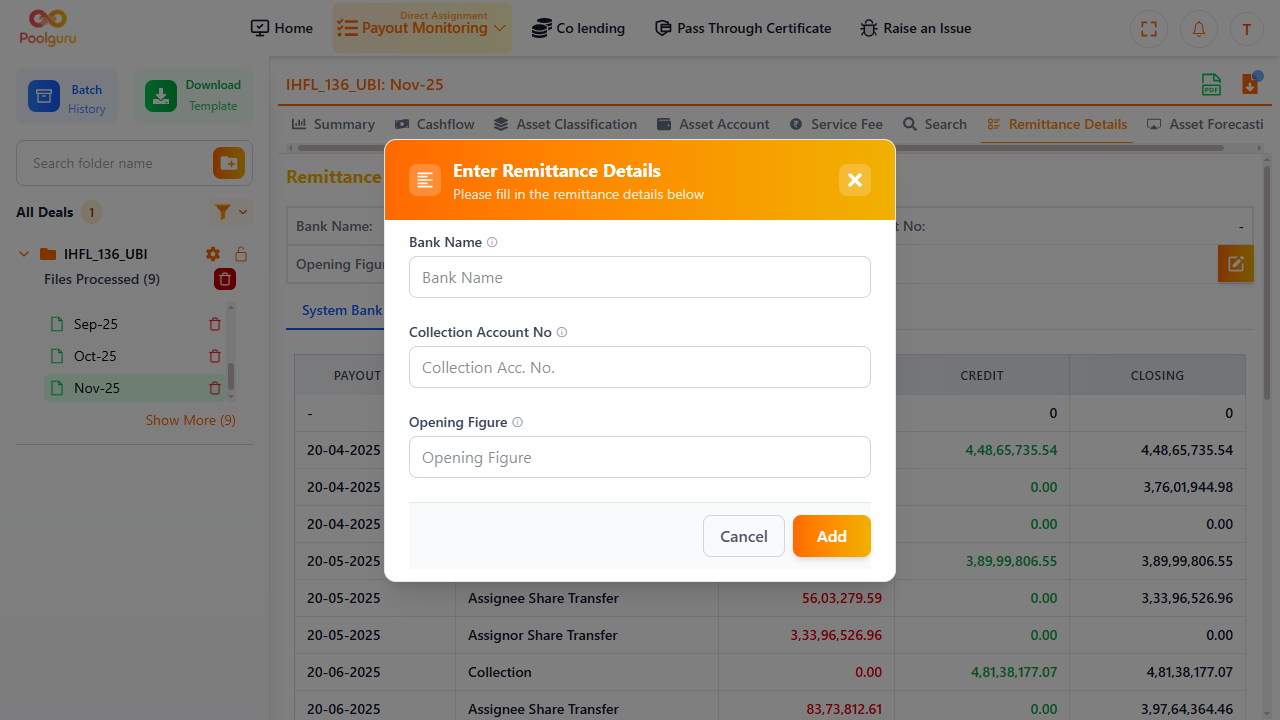 Poolguru
Home
Direct Assignment
Payout Monitoring
Co lending
Pass Through Certificate
Raise an Issue
T
Batch
History
Download
Template
Search folder name
All Deals 1
IHFL_136_UBI
Files Processed (9)
Sep-25
Oct-25
Nov-25
Show More (9)
IHFL_136_UBI: Nov-25
PDF
Summary Cashflow Asset Classification Asset Account Service Fee Search Remittance Details Asset Forecasti
Remittance
Bank Name: No: -
Opening Figur
System Bank
Enter Remittance Details
Please fill in the remittance details below
Bank Name
Bank Name
Collection Account No
Collection Acc. No.
Opening Figure
Opening Figure
Cancel Add
PAYOUT CREDIT CLOSING
- 0 0
20-04-2025 4,48,65,735.54 4,48,65,735.54
20-04-2025 0.00 3,76,01,944.98
20-04-2025 0.00 0.00
20-05-2025 3,89,99,806.55 3,89,99,806.55
20-05-2025 Assignee Share Transfer 56,03,279.59 0.00 3,33,96,526.96
20-05-2025 Assignor Share Transfer 3,33,96,526.96 0.00 0.00
20-06-2025 Collection 0.00 4,81,38,177.07 4,81,38,177.07
20-06-2025 Assignee Share Transfer 83,73,812.61 0.00 3,97,64,364.46